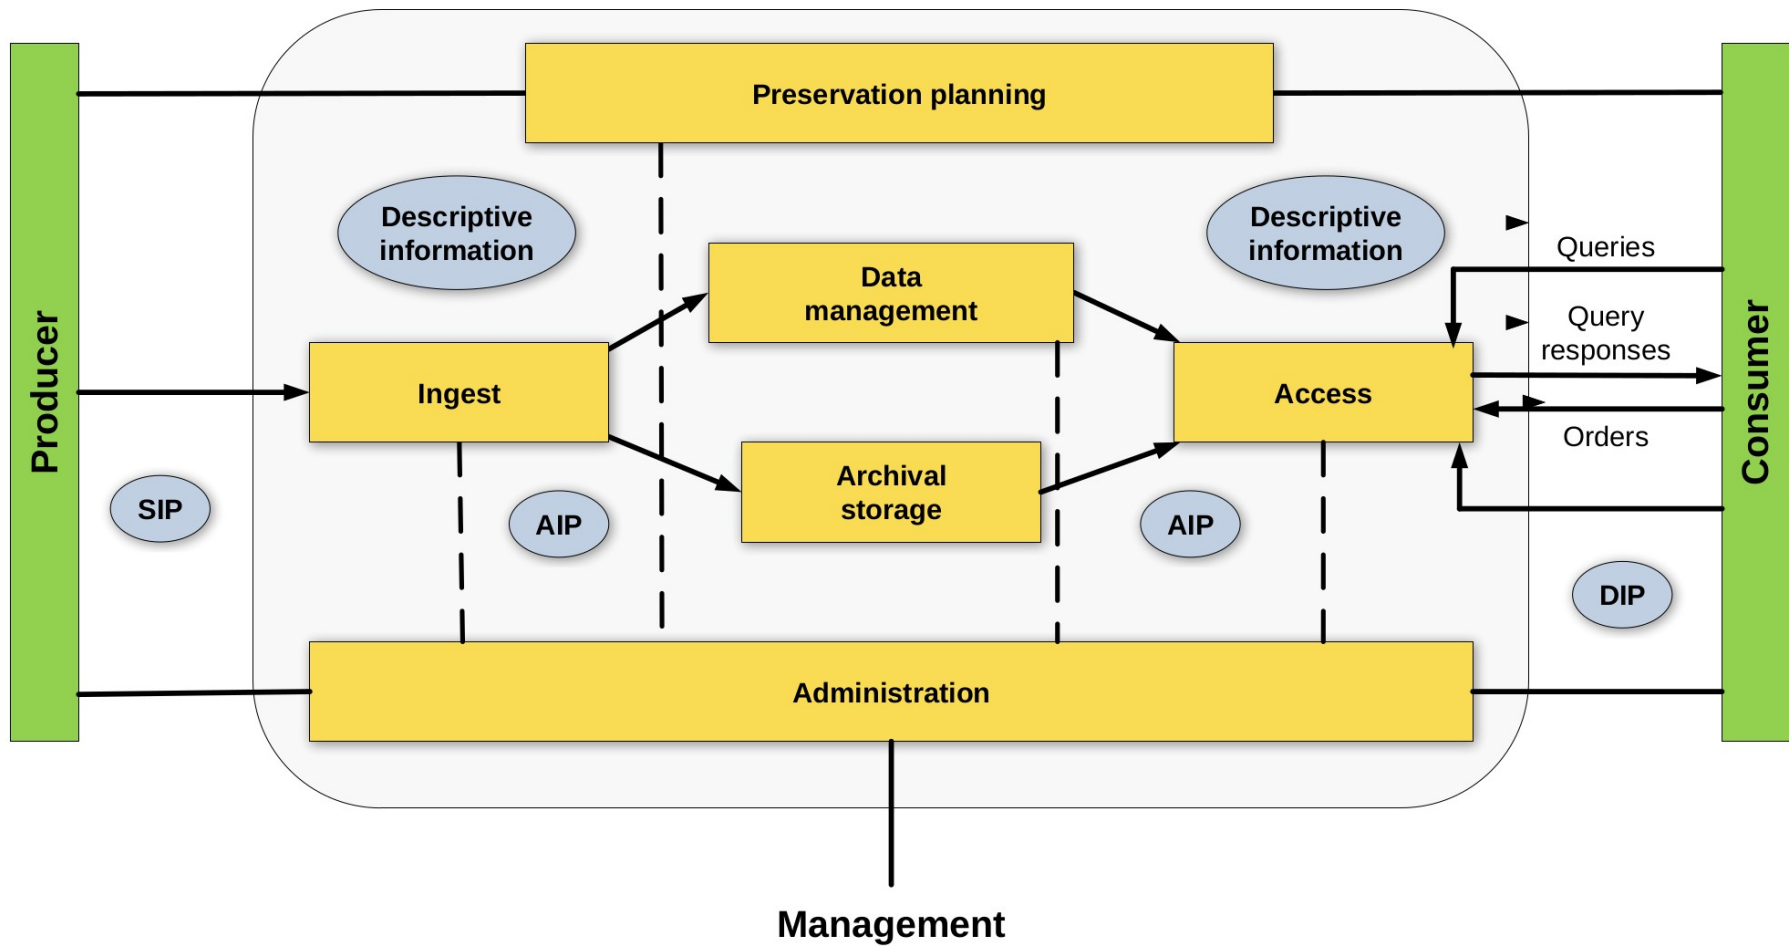 Preservation planning
Descriptive
information
Descriptive
information
Data
management
Queries
Query
responses
Producer
Ingest
Access
Consumer
Orders
Archival
storage
SIP
AIP
AIP
DIP
Administration
Management